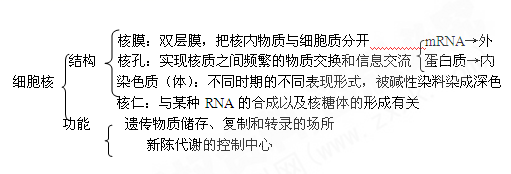 核膜：双层膜，把核内物质与细胞质分开 mRNA→外
结构
核孔：实现核质之间频繁的物质交换和信息交流 蛋白质→内
细胞核
染色质（体）：不同时期的不同表现形式，被碱性染料染成深色
核仁：与某种 RNA 的合成以及核糖体的形成有关
功能 遗传物质储存、复制和转录的场所
新陈代谢的控制中心